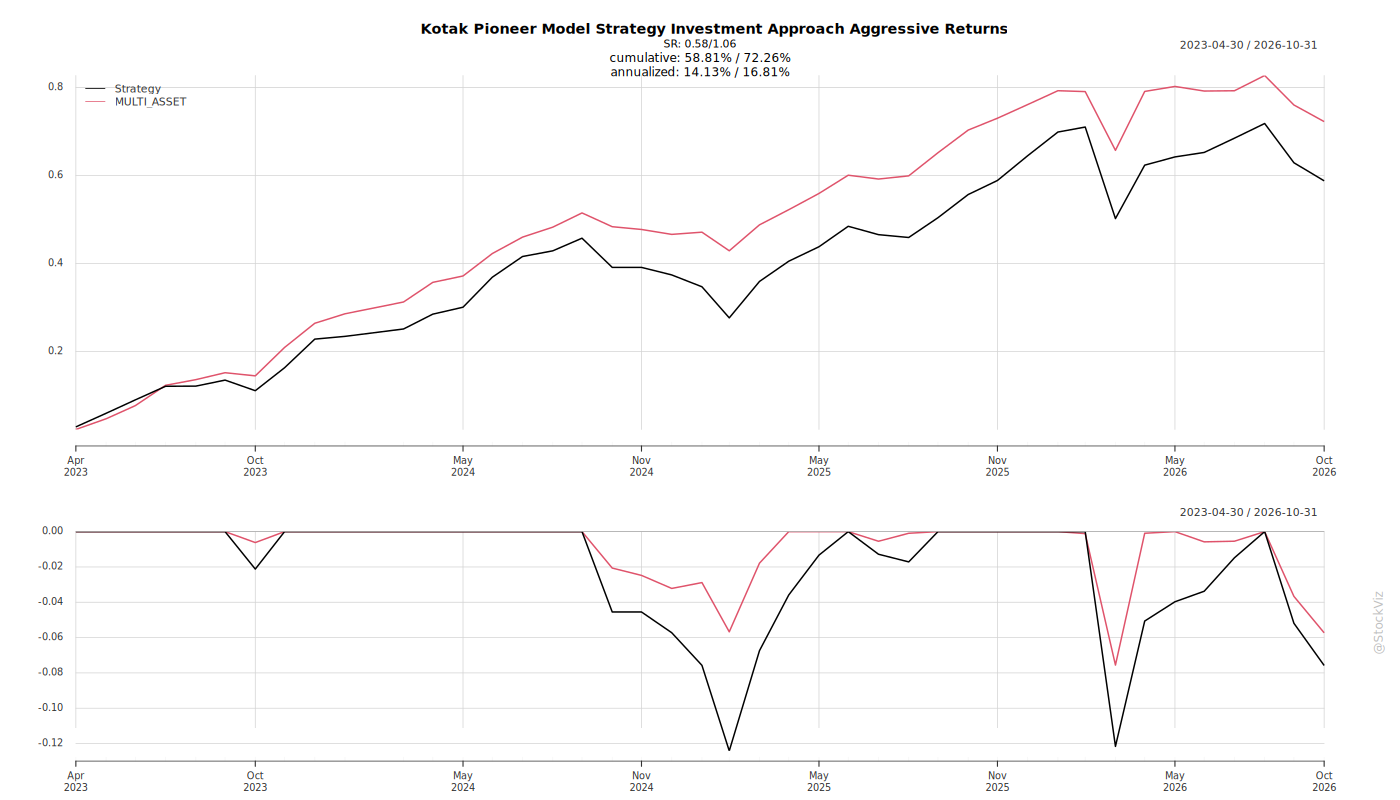 Kotak Pioneer Model Strategy Investment Approach Aggressive Returns
SR: 0.58/1.06
cumulative: 58.81% / 72.26%
annualized: 14.13% / 16.81%
2023-04-30 / 2026-10-31
Strategy
MULTI_ASSET
0.8
0.6
0.4
0.2
Apr Oct May Nov May Nov May Oct
2023 2023 2024 2024 2025 2025 2026 2026
2023-04-30 / 2026-10-31
0.00
-0.02
-0.04
-0.06
-0.08
-0.10
-0.12
Apr Oct May Nov May Nov May Oct
2023 2023 2024 2024 2025 2025 2026 2026
@StockViz